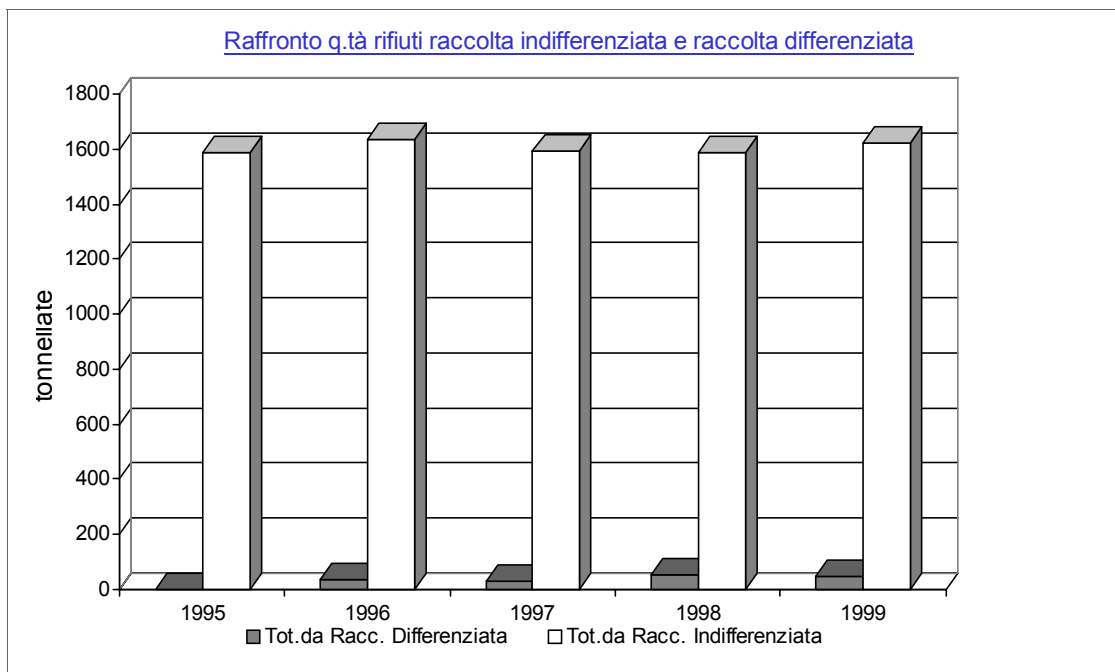 Raffronto q.tà rifiuti raccolta indifferenziata e raccolta differenziata
1800
1600
1400
1200
1000
800
600
400
200
0
tonnellate
1995 1996 1997 1998 1999
Tot.da Racc. Differenziata Tot.da Racc. Indifferenziata